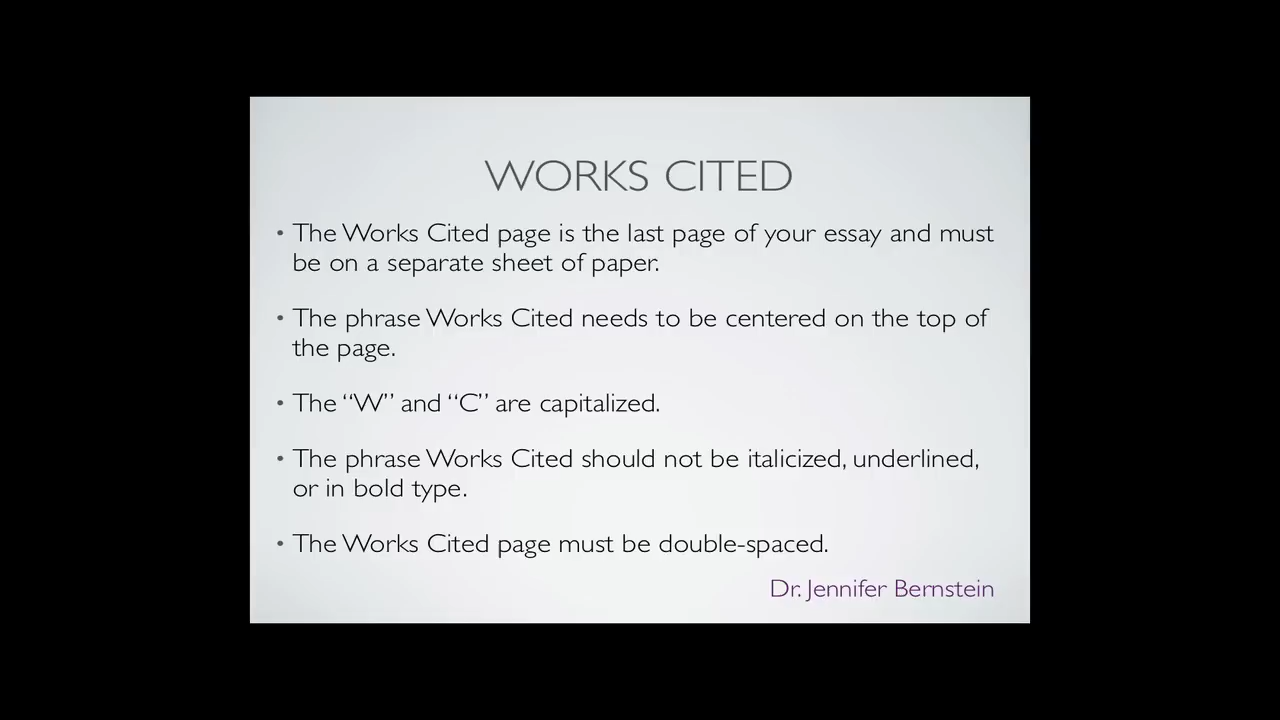 WORKS CITED
• The Works Cited page is the last page of your essay and must
be on a separate sheet of paper.
• The phrase Works Cited needs to be centered on the top of
the page.
• The “W” and “C” are capitalized.
• The phrase Works Cited should not be italicized, underlined,
or in bold type.
• The Works Cited page must be double-spaced.
Dr. Jennifer Bernstein